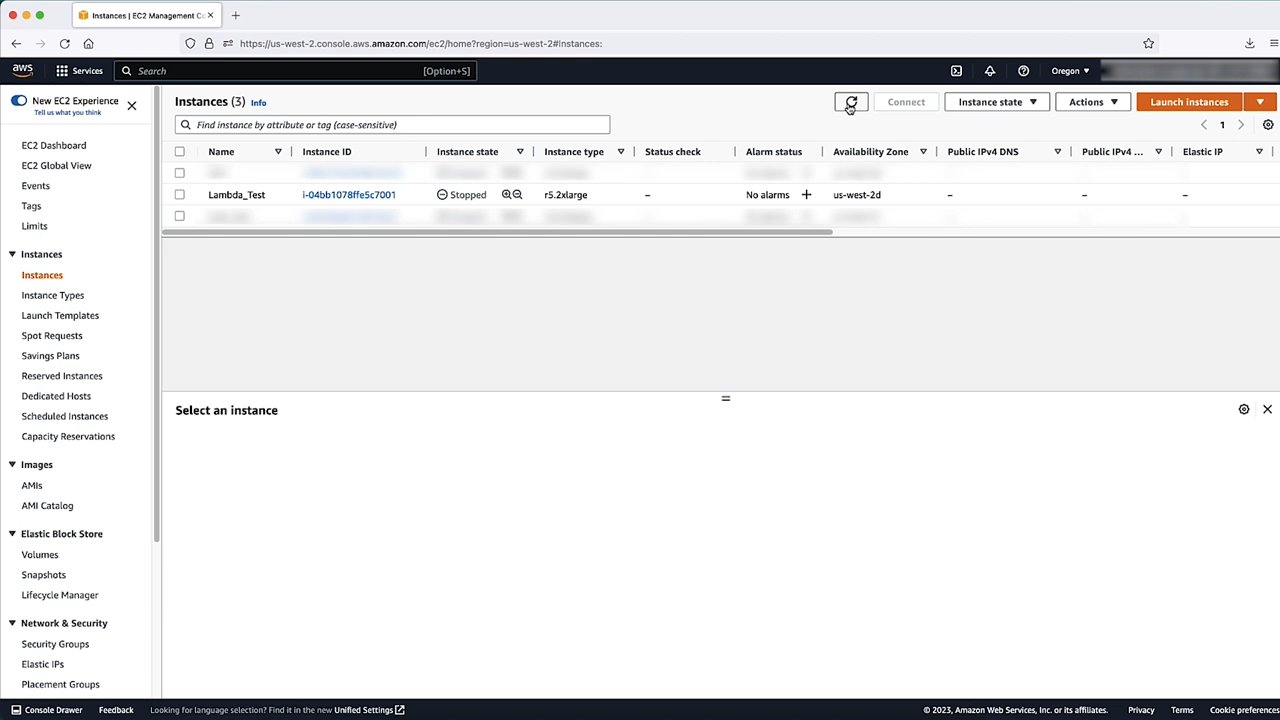 Instances | EC2 Management Co
https://us-west-2.console.aws.amazon.com/ec2/home?region=us-west-2#Instances:
aws Services Search [Option+S] Oregon
New EC2 Experience
Tell us what you think
EC2 Dashboard
EC2 Global View
Events
Tags
Limits
Instances
Instances
Instance Types
Launch Templates
Spot Requests
Savings Plans
Reserved Instances
Dedicated Hosts
Scheduled Instances
Capacity Reservations
Images
AMIs
AMI Catalog
Elastic Block Store
Volumes
Snapshots
Lifecycle Manager
Network & Security
Security Groups
Elastic IPs
Placement Groups
Instances (3) Info Connect Instance state Actions Launch instances
Find instance by attribute or tag (case-sensitive) 1
Name Instance ID Instance state Instance type Status check Alarm status Availability Zone Public IPv4 DNS Public IPv4 ... Elastic IP
Lambda_Test i-04bb1078ffe5c7001 Stopped r5.2xlarge – No alarms + us-west-2d – – –
Select an instance
Console Drawer Feedback Looking for language selection? Find it in the new Unified Settings © 2023, Amazon Web Services, Inc. or its affiliates. Privacy Terms Cookie preferences